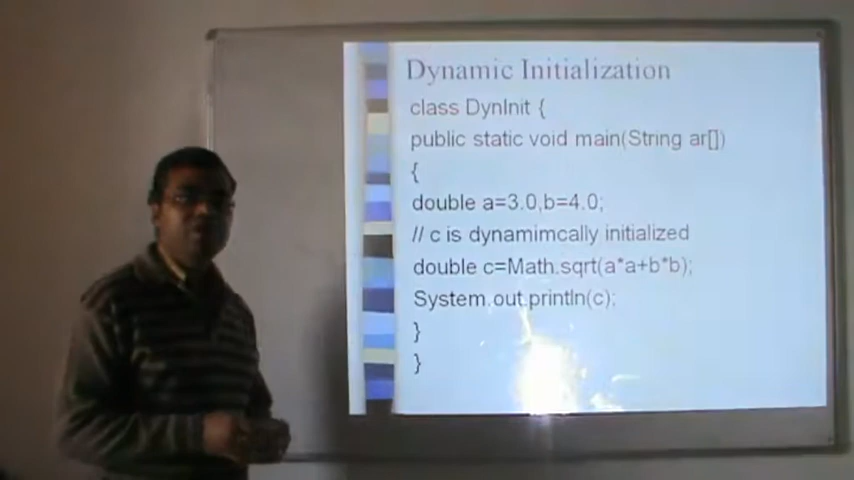 Dynamic Initialization
class DynInit {
public static void main(String ar[])
{
double a=3.0,b=4.0;
// c is dynamimcally initialized
double c=Math.sqrt(a*a+b*b);
System.out.println(c);
}
}